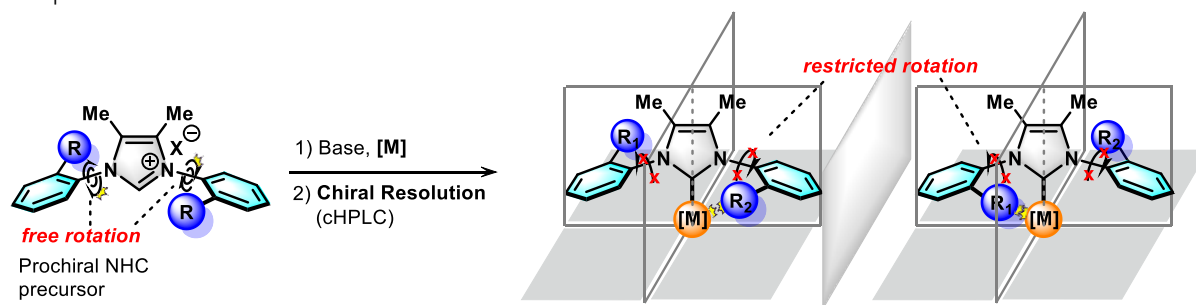 restricted rotation
Me Me
R X ⊖
N ⊕ N
R
free rotation
Prochiral NHC
precursor
1) Base, [M]
2) Chiral Resolution
(cHPLC)
Me Me
R1 x
N N x
x x
R2
[M]
Me Me
R2
x N N x
x x
R1
[M]